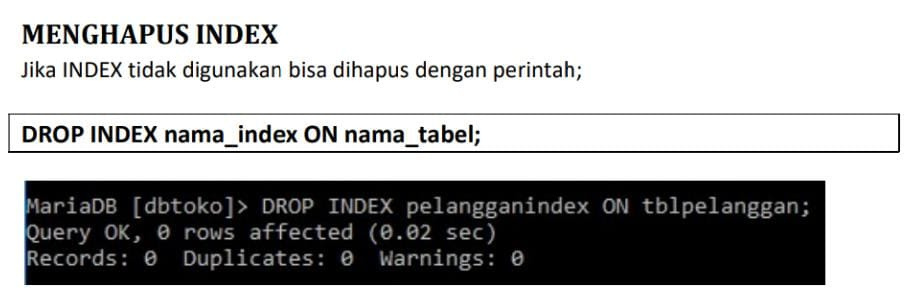 MENGHAPUS INDEX
Jika INDEX tidak digunakan bisa dihapus dengan perintah;
DROP INDEX nama_index ON nama_tabel;
MariaDB [dbtoko]> DROP INDEX pelangganindex ON tblpelanggan;
Query OK, 0 rows affected (0.02 sec)
Records: 0  Duplicates: 0  Warnings: 0